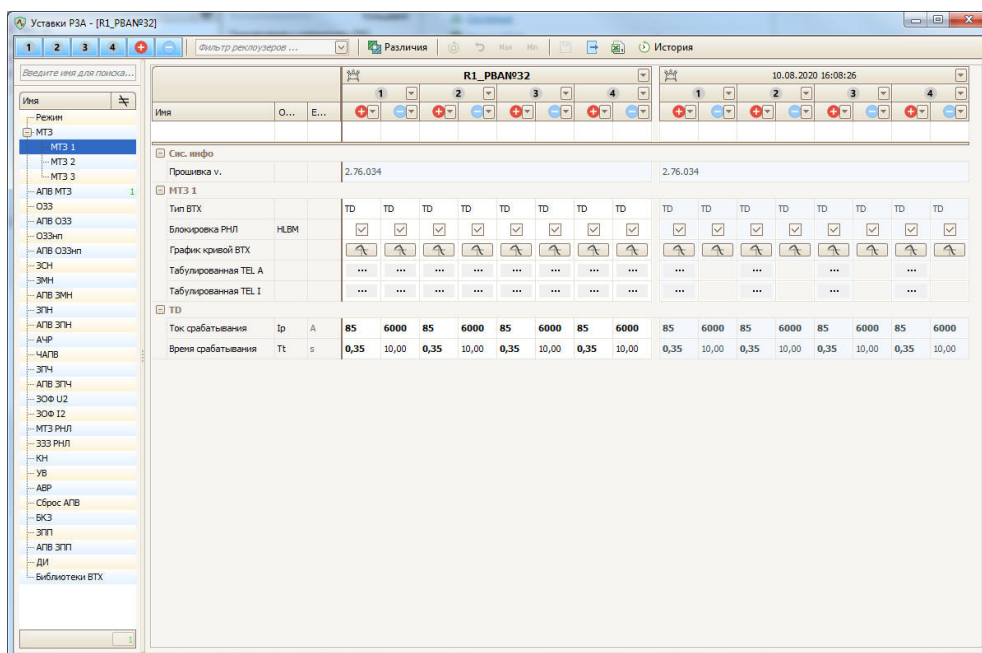 Уставки РЗА - [R1_РВАNº32]
1 2 3 4 Фильтр реклоузеров ... Различия Max Min История
Введите имя для поиска...
Имя
Режим
МТЗ
МТЗ 1
МТЗ 2
МТЗ 3
АПВ МТЗ 1
ОЗЗ
АПВ ОЗЗ
ОЗЗнп
АПВ ОЗЗнп
ЗСН
ЗМН
АПВ ЗМН
ЗПН
АПВ ЗПН
АЧР
ЧАПВ
ЗПЧ
АПВ ЗПЧ
ЗОФ U2
ЗОФ I2
МТЗ РНЛ
ЗЗЗ РНЛ
КН
УВ
АВР
Сброс АПВ
БКЗ
ЗПП
АПВ ЗПП
ДИ
Библиотеки ВТХ
1
R1_PBANº32 10.08.2020 16:08:26
1 2 3 4 1 2 3 4
Имя О... Е...
Сис. инфо
Прошивка v. 2.76.034 2.76.034
МТЗ 1
Тип ВТХ TD TD TD TD TD TD TD TD TD TD TD TD TD TD TD TD
Блокировка РНЛ HLBM
График кривой ВТХ
Табулированная TEL A ... ... ... ... ... ... ... ... ... ... ... ...
Табулированная TEL I ... ... ... ... ... ... ... ... ... ... ... ...
TD
Ток срабатывания Ip A 85 6000 85 6000 85 6000 85 6000 85 6000 85 6000 85 6000 85 6000
Время срабатывания Tt s 0,35 10,00 0,35 10,00 0,35 10,00 0,35 10,00 0,35 10,00 0,35 10,00 0,35 10,00 0,35 10,00